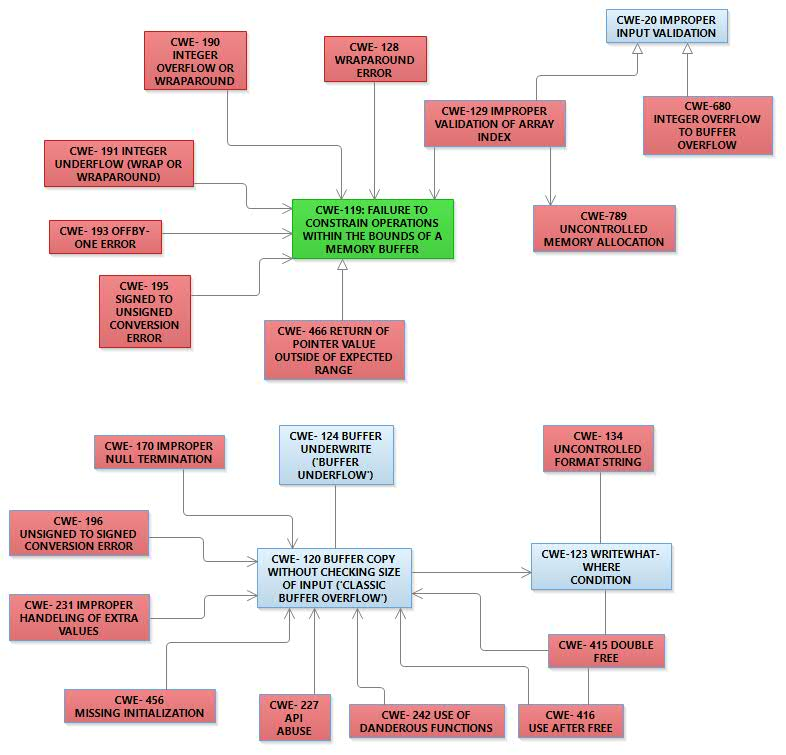 CWE-20 IMPROPER
INPUT VALIDATION
CWE- 190
INTEGER
OVERFLOW OR
WRAPAROUND
CWE- 128
WRAPAROUND
ERROR
CWE-129 IMPROPER
VALIDATION OF ARRAY
INDEX
CWE-680
INTEGER OVERFLOW
TO BUFFER
OVERFLOW
CWE- 191 INTEGER
UNDERFLOW (WRAP OR
WRAPAROUND)
CWE-119: FAILURE TO
CONSTRAIN OPERATIONS
WITHIN THE BOUNDS OF A
MEMORY BUFFER
CWE-789
UNCONTROLLED
MEMORY ALLOCATION
CWE- 193 OFFBY-
ONE ERROR
CWE- 195
SIGNED TO
UNSIGNED
CONVERSION
ERROR
CWE- 466 RETURN OF
POINTER VALUE
OUTSIDE OF EXPECTED
RANGE
CWE- 170 IMPROPER
NULL TERMINATION
CWE- 124 BUFFER
UNDERWRITE
('BUFFER
UNDERFLOW')
CWE- 134
UNCONTROLLED
FORMAT STRING
CWE- 196
UNSIGNED TO SIGNED
CONVERSION ERROR
CWE- 120 BUFFER COPY
WITHOUT CHECKING SIZE
OF INPUT ('CLASSIC
BUFFER OVERFLOW')
CWE-123 WRITEWHAT-
WHERE
CONDITION
CWE- 231 IMPROPER
HANDELING OF EXTRA
VALUES
CWE- 415 DOUBLE
FREE
CWE- 456
MISSING INITIALIZATION
CWE- 227
API
ABUSE
CWE- 242 USE OF
DANDEROUS FUNCTIONS
CWE- 416
USE AFTER FREE